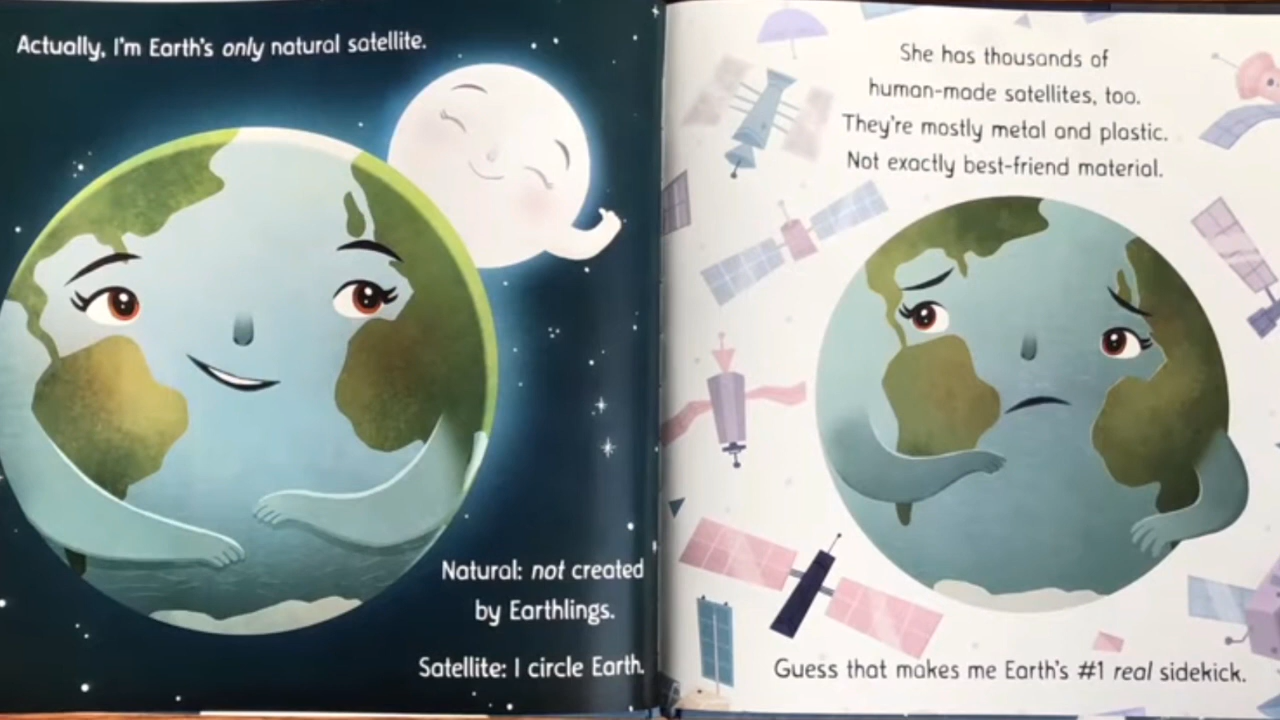 Actually, I'm Earth's only natural satellite.
Natural: not created
by Earthlings.
Satellite: I circle Earth.
She has thousands of
human-made satellites, too.
They're mostly metal and plastic.
Not exactly best-friend material.
Guess that makes me Earth's #1 real sidekick.